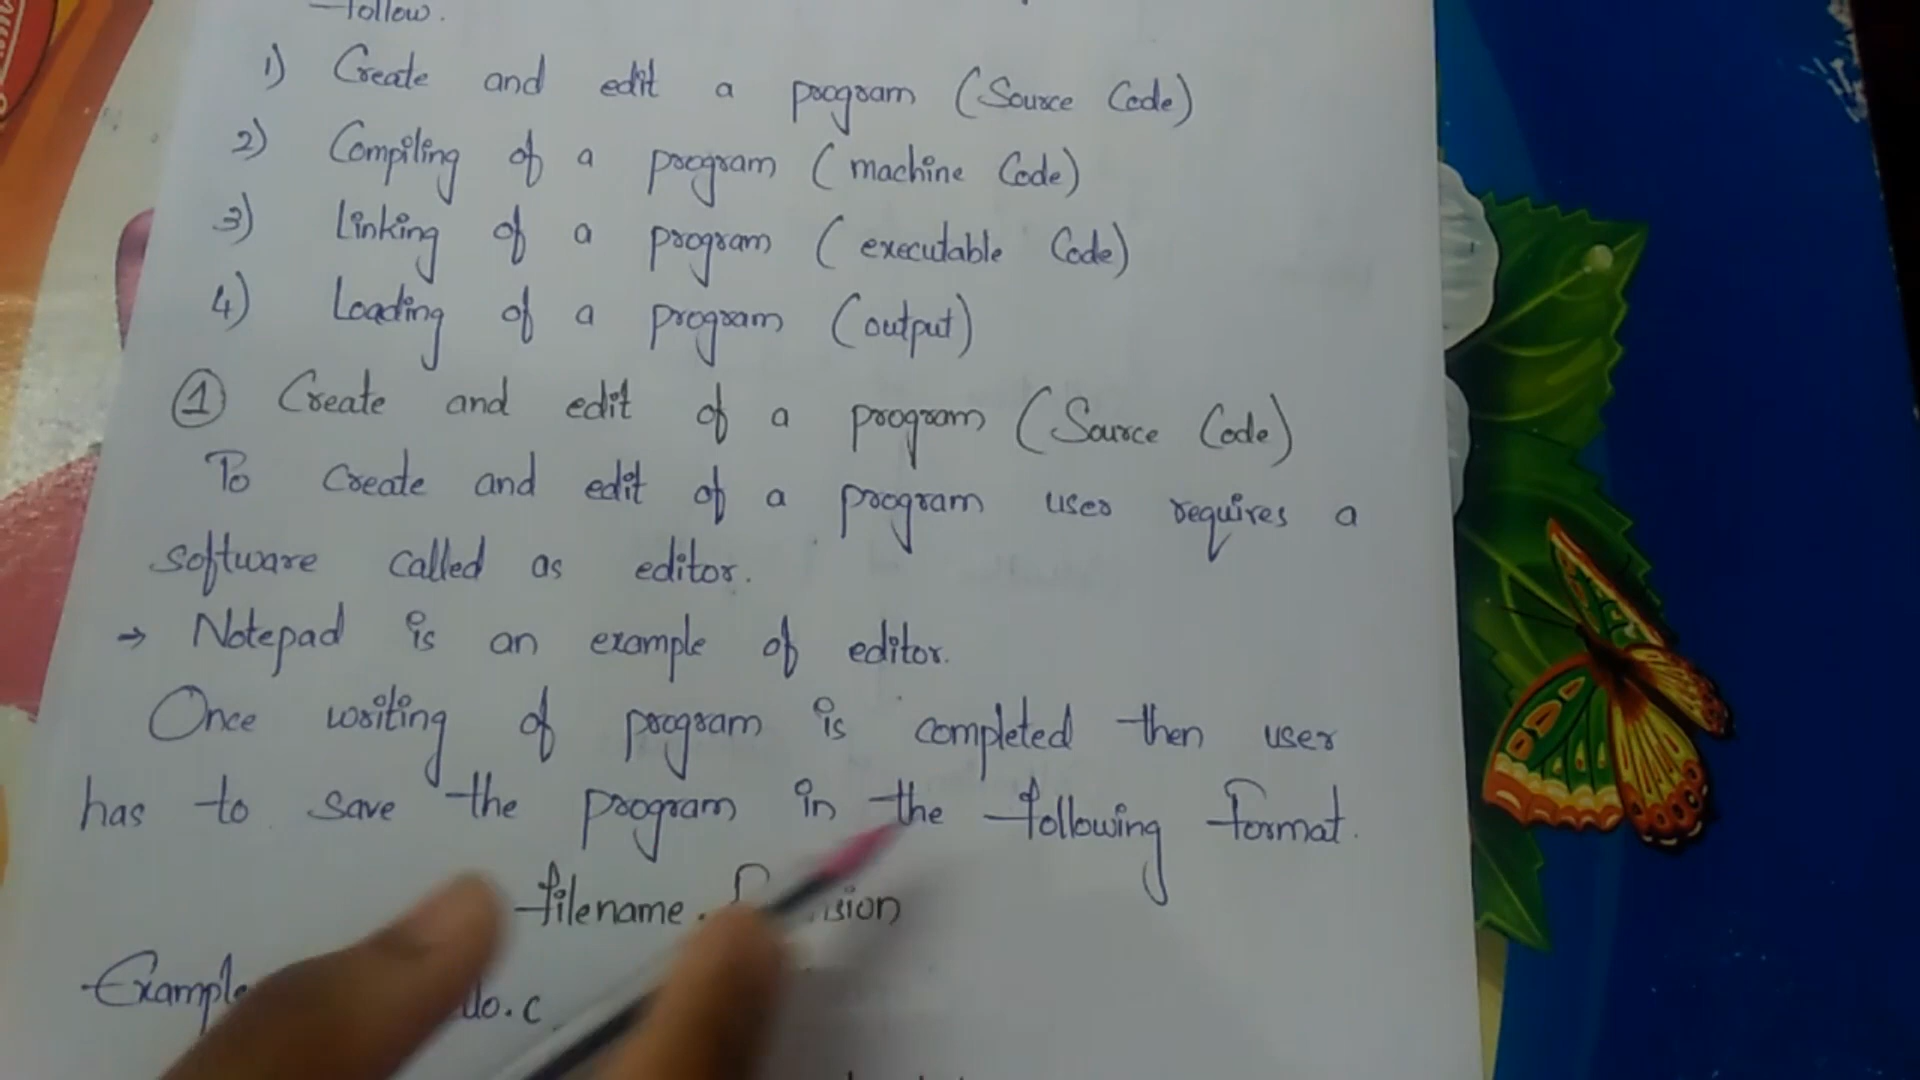 follow.
1) Create and edit a program (Source Code)
2) Compiling of a program (machine Code)
3) Linking of a program (executable Code)
4) Loading of a program (output)
① Create and edit of a program (Source Code)
To create and edit of a program user requires a
software called as editor.
→ Notepad is an example of editor.
Once writing of program is completed then user
has to save the program in the following format.
filename.
Example